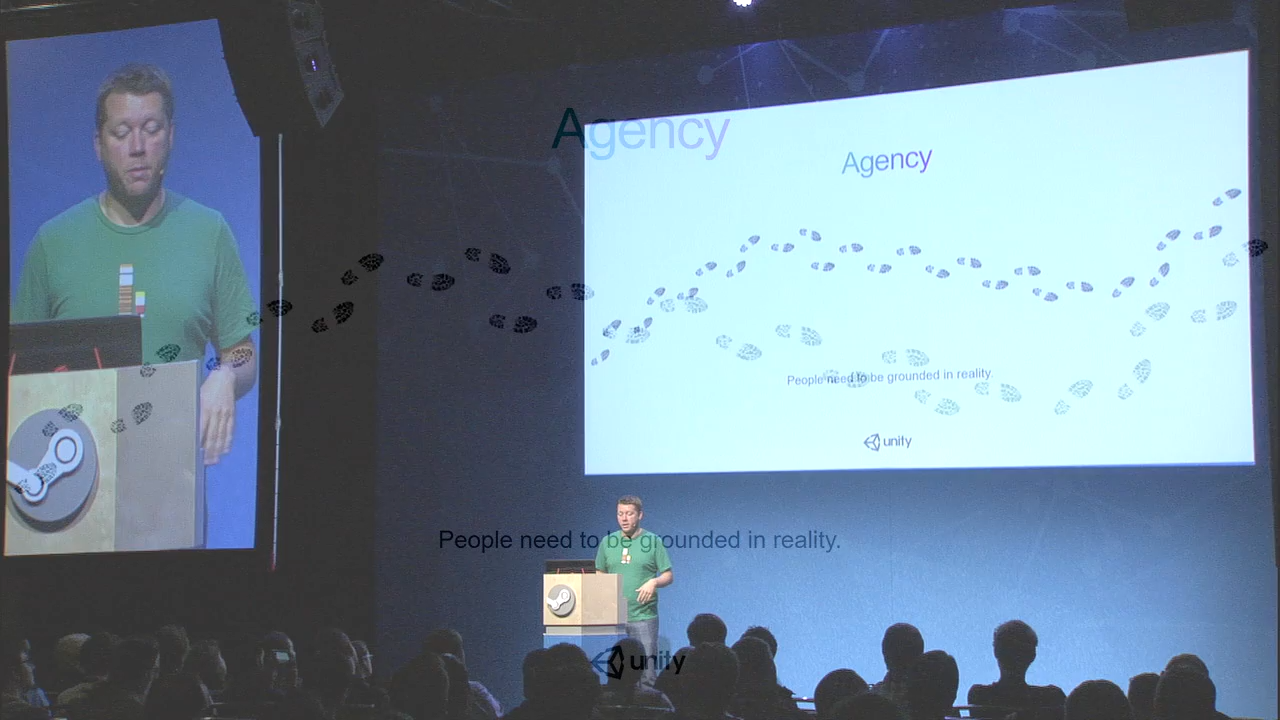 Agency
Agency
People need to be grounded in reality.
unity
People need to be grounded in reality.
unity